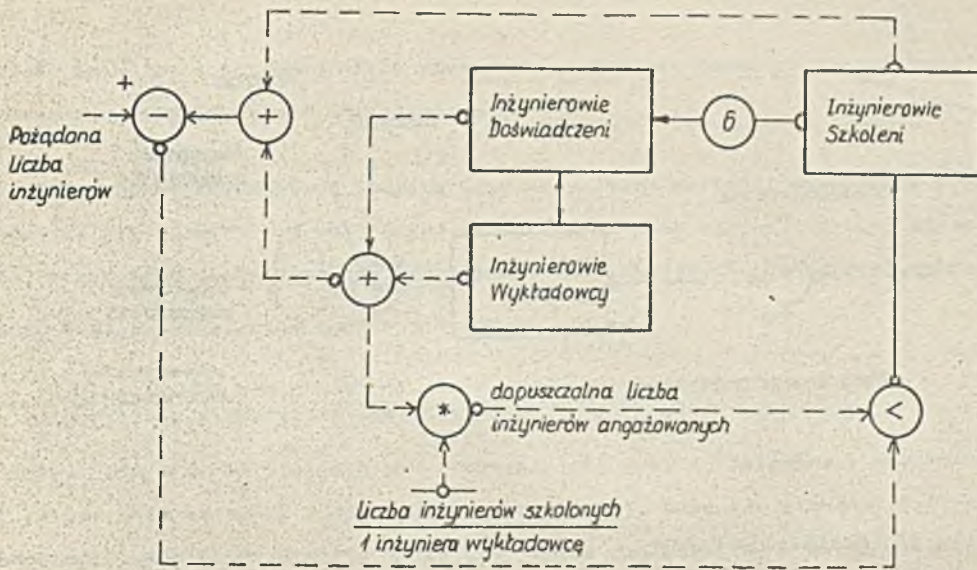 +
-
+
Pożądana
liczba
inżynierów
Inżynierowie
Doświadczeni
6
Inżynierowie
Szkoleni
+
Inżynierowie
Wykładowcy
*
dopuszczalna liczba
inżynierów angażowanych
<
liczba inżynierów szkolonych
1 inżyniera wykładowcę